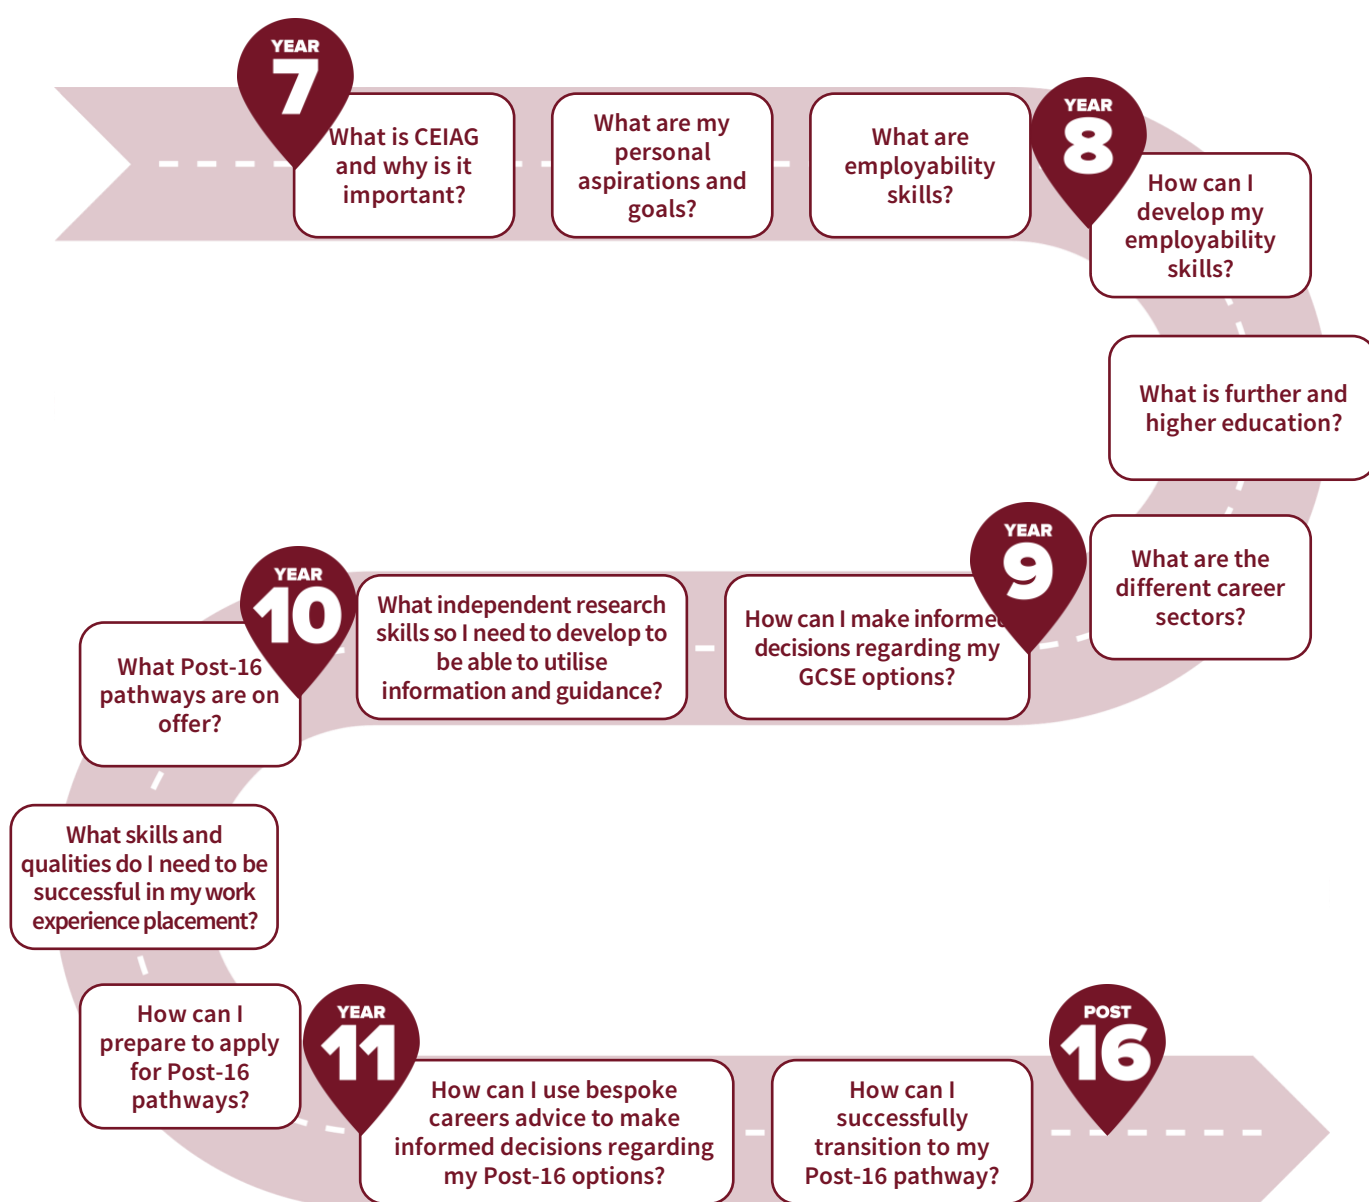 YEAR
7
What is CEIAG
and why is it
important?
What are my
personal
aspirations and
goals?
What are
employability
skills?
YEAR
8
How can I
develop my
employability
skills?
What is further and
higher education?
What are the
different career
sectors?
YEAR
9
How can I make informed
decisions regarding my
GCSE options?
What independent research
skills so I need to develop to
be able to utilise
information and guidance?
YEAR
10
What Post-16
pathways are on
offer?
What skills and
qualities do I need to be
successful in my work
experience placement?
How can I
prepare to apply
for Post-16
pathways?
YEAR
11
How can I use bespoke
careers advice to make
informed decisions regarding
my Post-16 options?
How can I
successfully
transition to my
Post-16 pathway?
POST
16